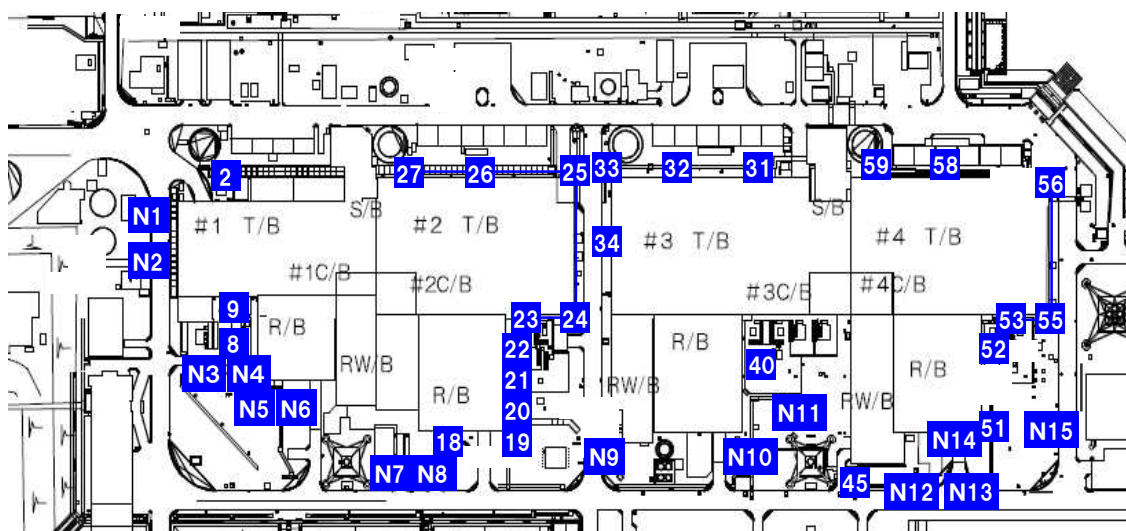 33 32 31 59 58
2 27 26 25 56
N1 #1 T/B S/B #2 T/B 34 #3 T/B S/B #4 T/B
N2 #1C/B #2C/B #3C/B #4C/B
9 R/B 23 24 53 55
8 22 R/B 52
N3 N4 RW/B 21 RW/B 40 R/B
N5 N6 R/B 20 N11 RW/B
18 19 N14 51 N15
N7 N8 N9 N10 45 N12 N13